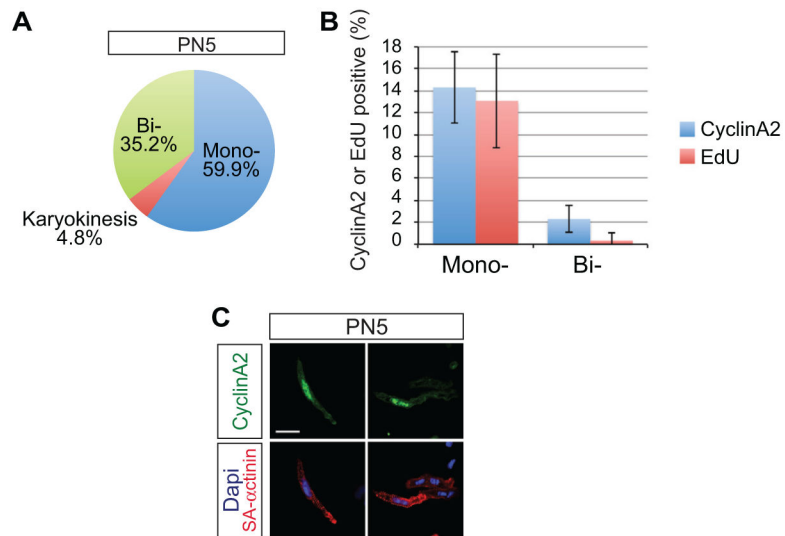 A
PN5
Bi-
35.2%
Mono-
59.9%
Karyokinesis
4.8%
B
CyclinA2 or EdU positive (%)
18
16
14
12
10
8
6
4
2
0
Mono-
Bi-
CyclinA2
EdU
C
PN5
CyclinA2
Dapi
SA-αctinin